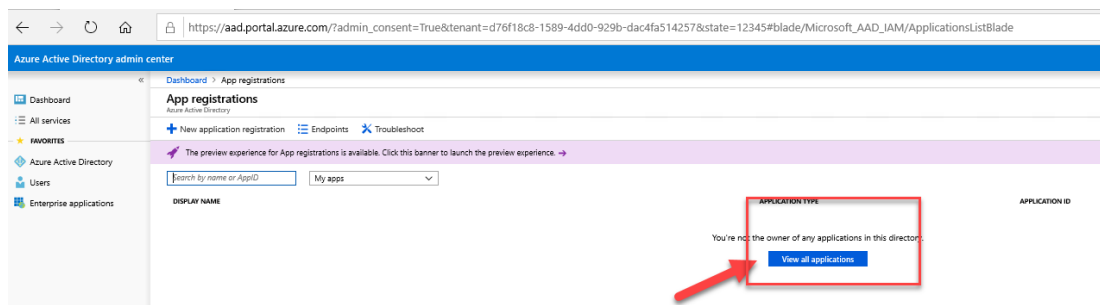 https://aad.portal.azure.com/?admin_consent=True&tenant=d76f18c8-1589-4dd0-929b-dac4fa514257&state=12345#blade/Microsoft_AAD_IAM/ApplicationsListBlade
Azure Active Directory admin center
«
Dashboard > App registrations
Dashboard
All services
FAVORITES
Azure Active Directory
Users
Enterprise applications
App registrations
Azure Active Directory
New application registration Endpoints Troubleshoot
The preview experience for App registrations is available. Click this banner to launch the preview experience. →
Search by name or AppID My apps
DISPLAY NAME APPLICATION TYPE APPLICATION ID
You're not the owner of any applications in this directory.
View all applications